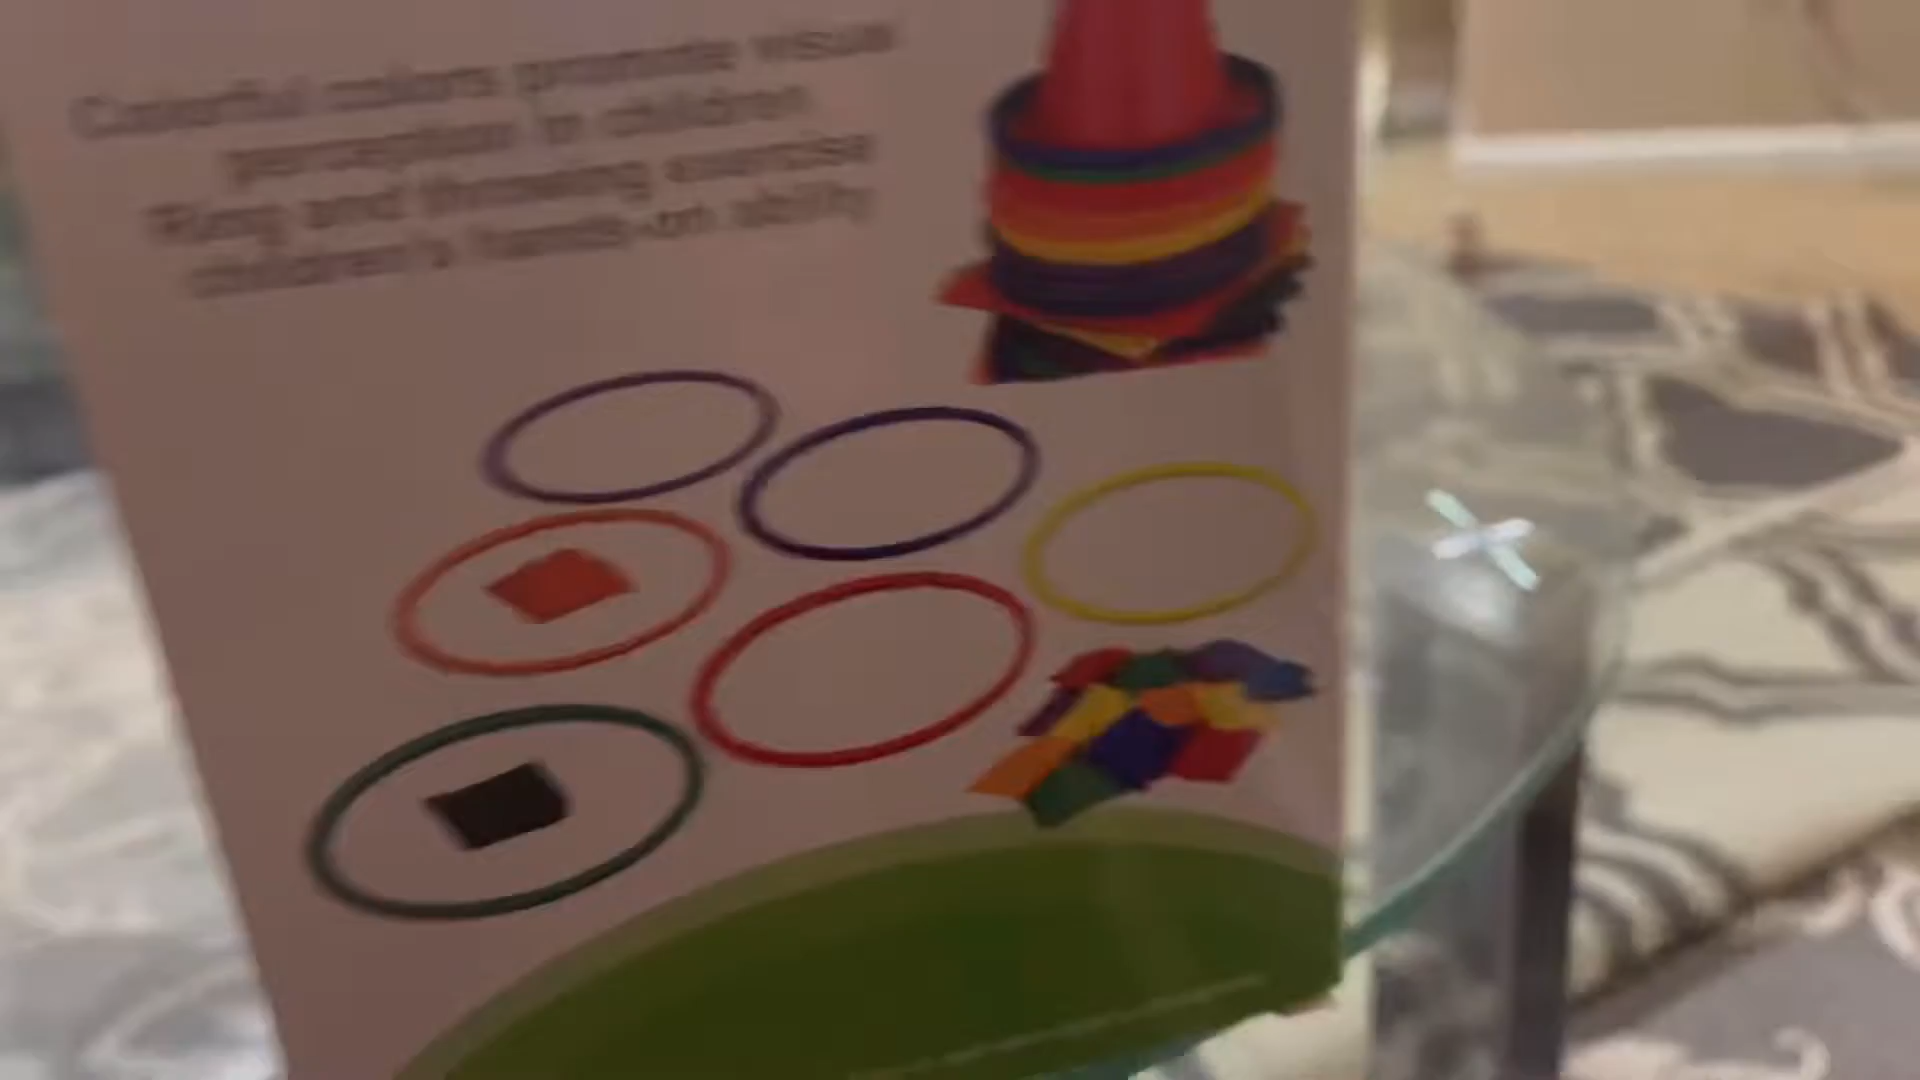 Colorful colors promote visual
perception in children
Ring and throwing exercise
children's hands-on ability